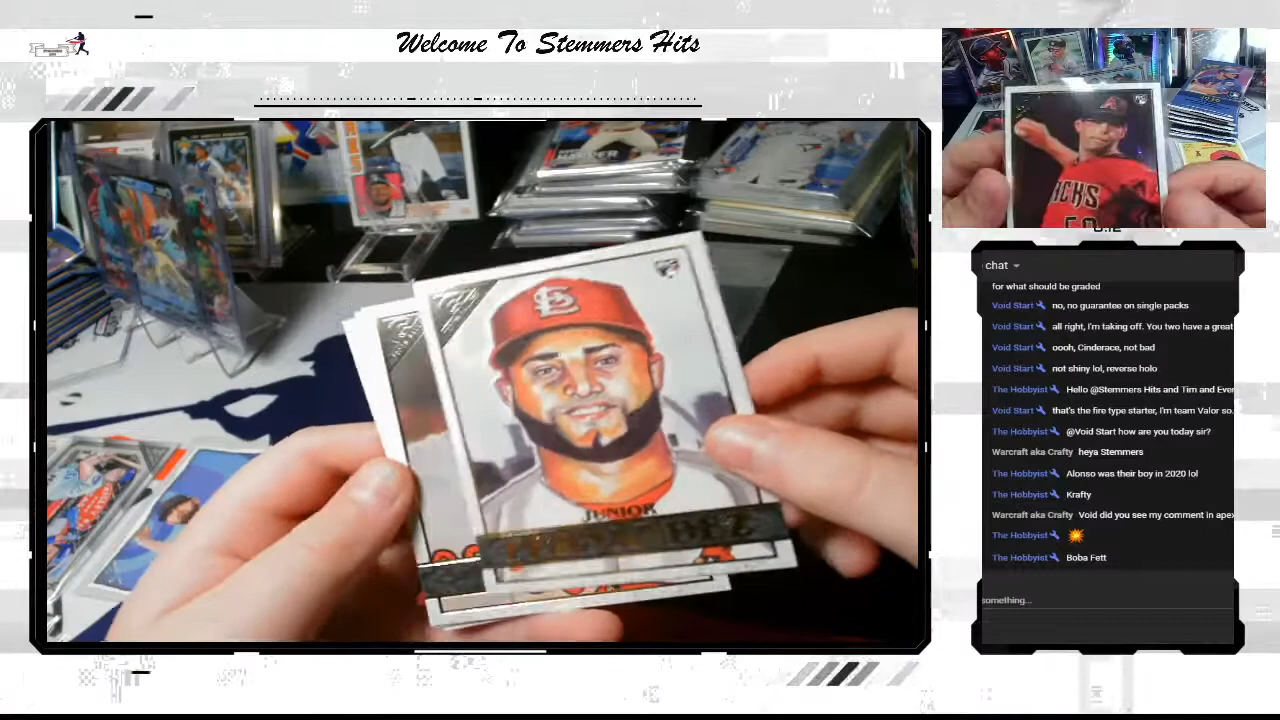 Welcome To Stemmers Hits
chat
for what should be graded
Void Start no, no guarantee on single packs
Void Start all right, I'm taking off. You two have a great
Void Start oooh, Cinderace, not bad
Void Start not shiny lol, reverse holo
The Hobbyist Hello @Stemmers Hits and Tim and Ever
Void Start that's the fire type starter, I'm team Valor so.
The Hobbyist @Void Start how are you today sir?
Warcraft aka Crafty heya Stemmers
The Hobbyist Alonso was their boy in 2020 lol
The Hobbyist Krafty
Warcraft aka Crafty Void did you see my comment in apex
The Hobbyist 💥
The Hobbyist Boba Fett
something...
JUNIOR